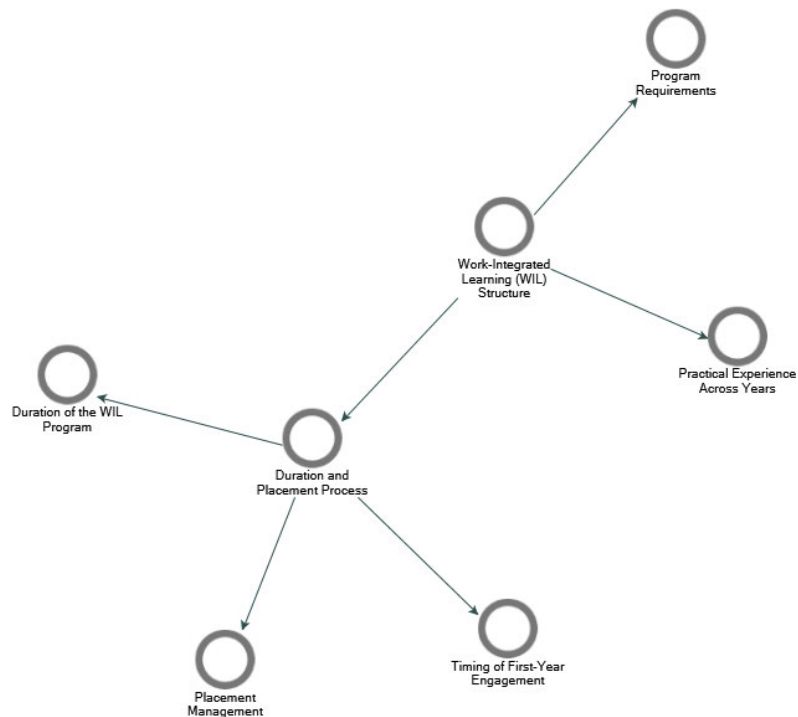 Program
Requirements
Work-Integrated
Learning (WIL)
Structure
Practical Experience
Across Years
Duration of the WIL
Program
Duration and
Placement Process
Timing of First-Year
Engagement
Placement
Management